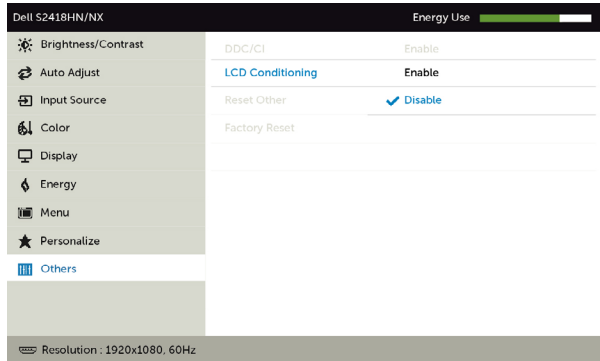 Dell S2418HN/NX Energy Use
Brightness/Contrast DDC/CI Enable
Auto Adjust LCD Conditioning Enable
Input Source Reset Other Disable
Color Factory Reset
Display
Energy
Menu
Personalize
Others
Resolution : 1920x1080, 60Hz